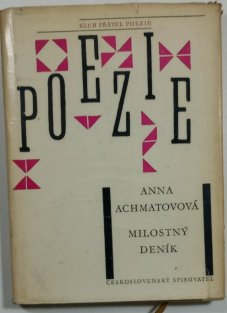 KLUB PŘÁTEL POEZIE
POEZIE
ANNA
ACHMATOVOVÁ
MILOSTNÝ
DENÍK
ČESKOSLOVENSKÝ SPISOVATEL